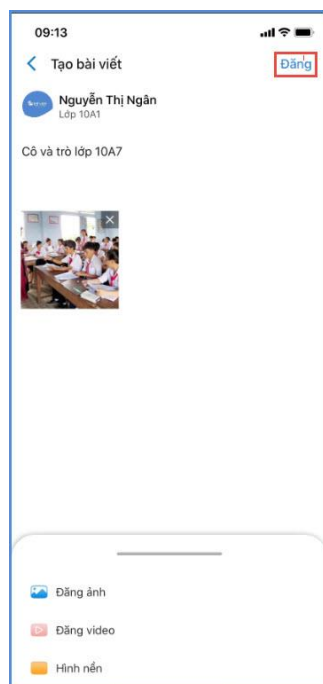 09:13
Tạo bài viết
Đăng
Nguyễn Thị Ngân
Lớp 10A1
Cô và trò lớp 10A7
Đăng ảnh
Đăng video
Hình nền